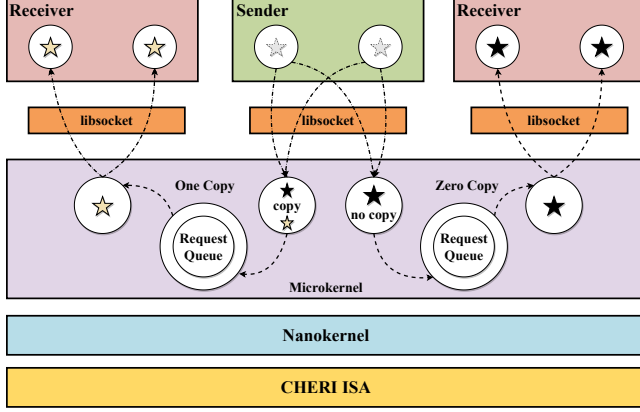 Receiver
Sender
Receiver
libsocket
libsocket
libsocket
One Copy
copy
no copy
Zero Copy
Request
Queue
Request
Queue
Microkernel
Nanokernel
CHERI ISA